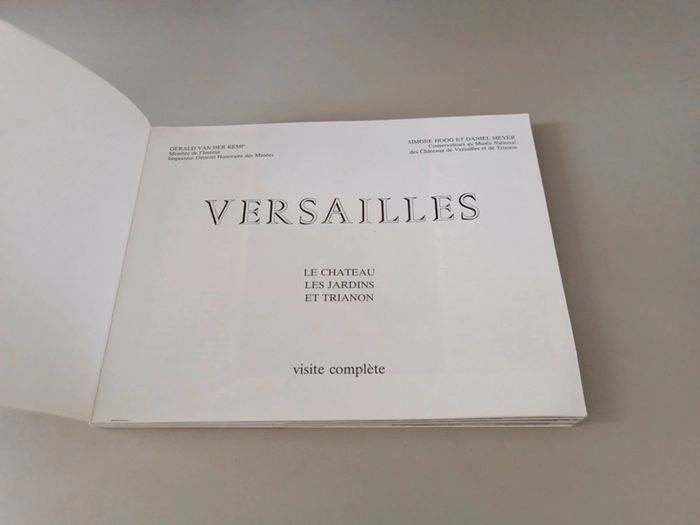 GERALD VAN DER KEMP
Membre de l'Institut
Inspecteur Général Honoraire des Musées
SIMONE HOGG ET DANIEL MEYER
Conservateurs au Musée National
des Châteaux de Versailles et de Trianon
VERSAILLES
LE CHATEAU
LES JARDINS
ET TRIANON
visite complète